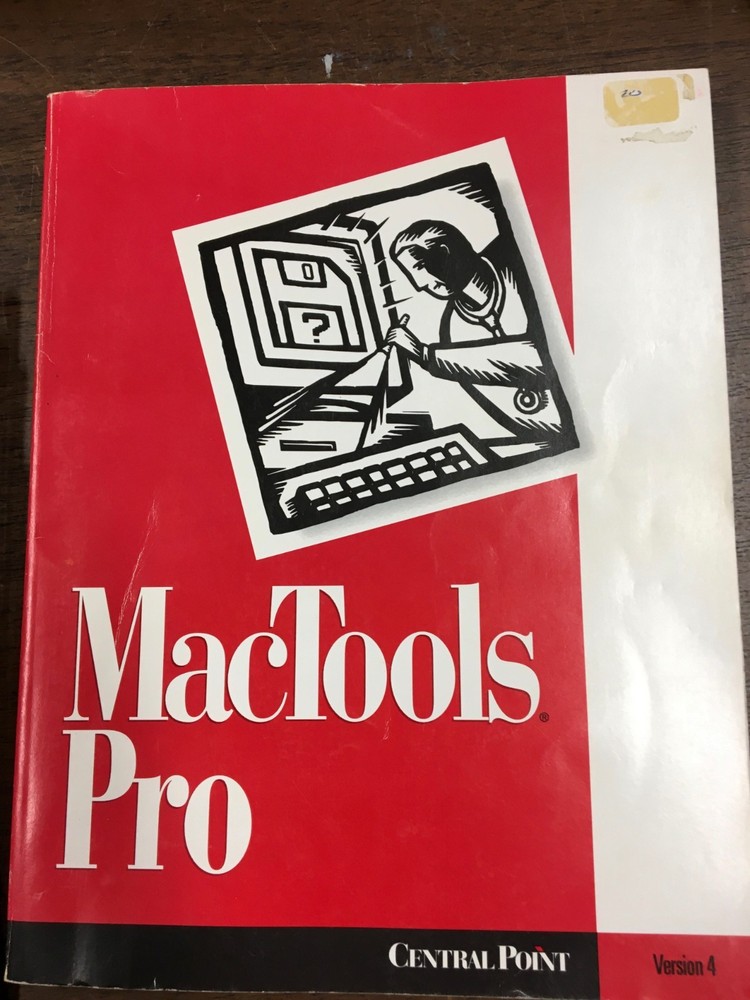 ?
MacTools®
Pro
CENTRAL POINT
Version 4